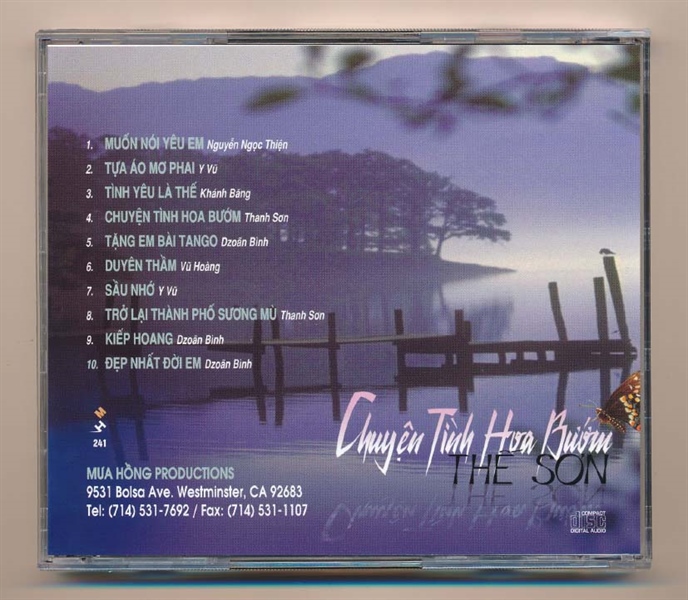 1. MUỐN NÓI YÊU EM Nguyễn Ngọc Thiện
2. TỰA ÁO MƠ PHAI Y Vũ
3. TÌNH YÊU LÀ THẾ Khánh Băng
4. CHUYỆN TÌNH HOA BƯỚM Thanh Sơn
5. TẶNG EM BÀI TANGO Dzoãn Bình
6. DUYÊN THẦM Vũ Hoàng
7. SẦU NHỚ Y Vũ
8. TRỞ LẠI THÀNH PHỐ SƯƠNG MÙ Thanh Sơn
9. KIẾP HOANG Dzoãn Bình
10. ĐẸP NHẤT ĐỜI EM Dzoãn Bình
241
Chuyện Tình Hoa Bướm
THẾ SƠN
MƯA HỒNG PRODUCTIONS
9531 Bolsa Ave. Westminster, CA 92683
Tel: (714) 531-7692 / Fax: (714) 531-1107
COMPACT
disc
DIGITAL AUDIO